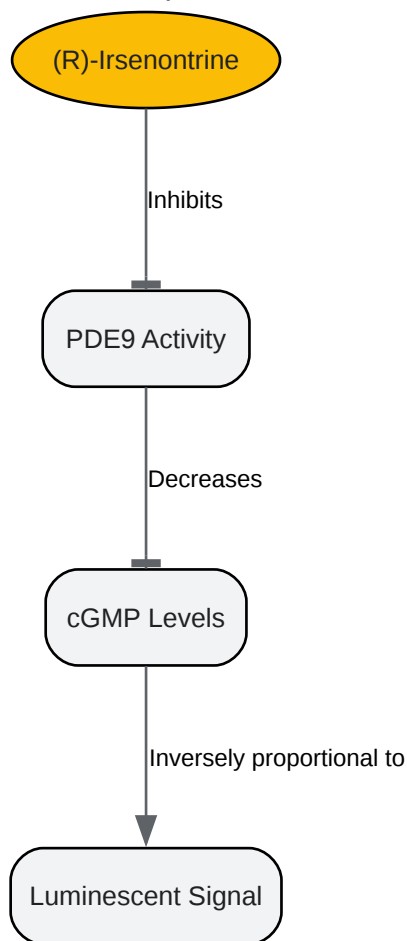 (R)-Irsenontrine
Inhibits
PDE9 Activity
Decreases
cGMP Levels
Inversely proportional to
Luminescent Signal